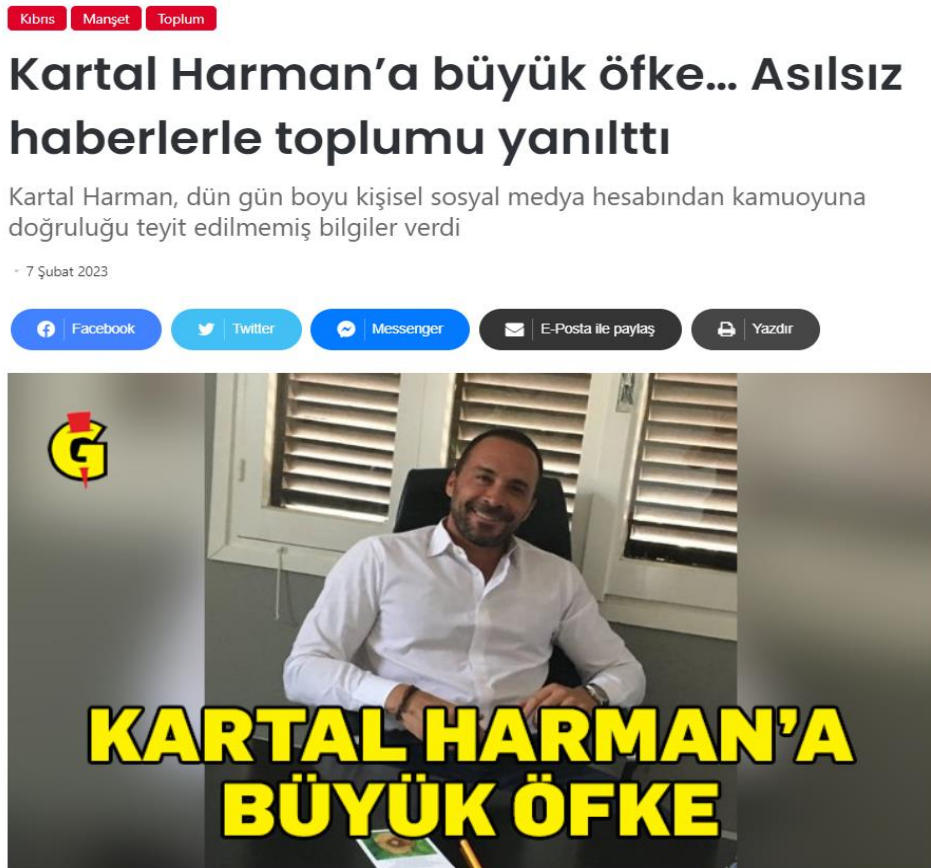 Kıbrıs Manşet Toplum
Kartal Harman’a büyük öfke… Asılsız
haberlerle toplumu yanılttı
Kartal Harman, dün gün boyu kişisel sosyal medya hesabından kamuoyuna
doğruluğu teyit edilmemiş bilgiler verdi
7 Şubat 2023
Facebook Twitter Messenger E-Posta ile paylaş Yazdır
G
KARTAL HARMAN’A
BÜYÜK ÖFKE